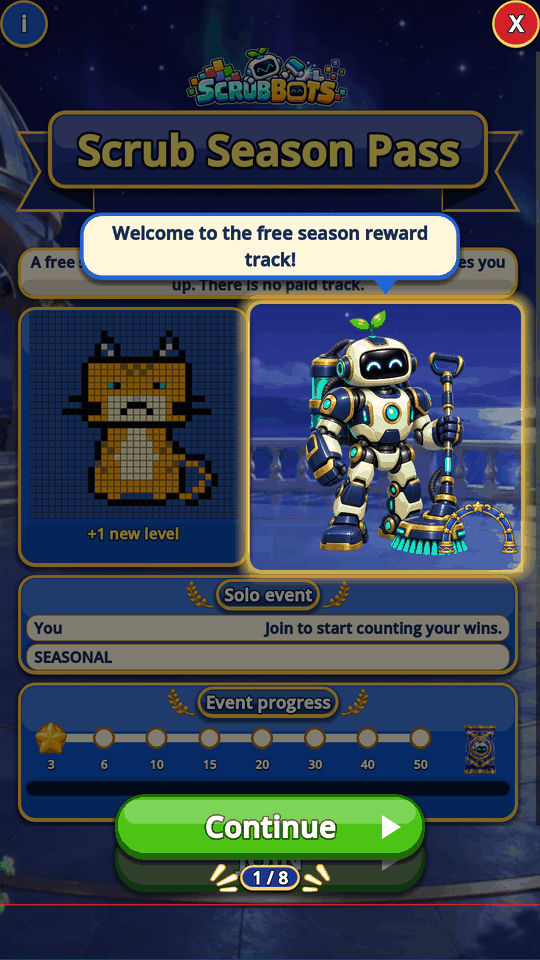 i
X
SCRUBBOTS
Scrub Season Pass
Welcome to the free season reward
track!
A free
es you
up. There is no paid track.
+1 new level
Solo event
You
Join to start counting your wins.
SEASONAL
Event progress
3 6 10 15 20 30 40 50
Continue
1 / 8